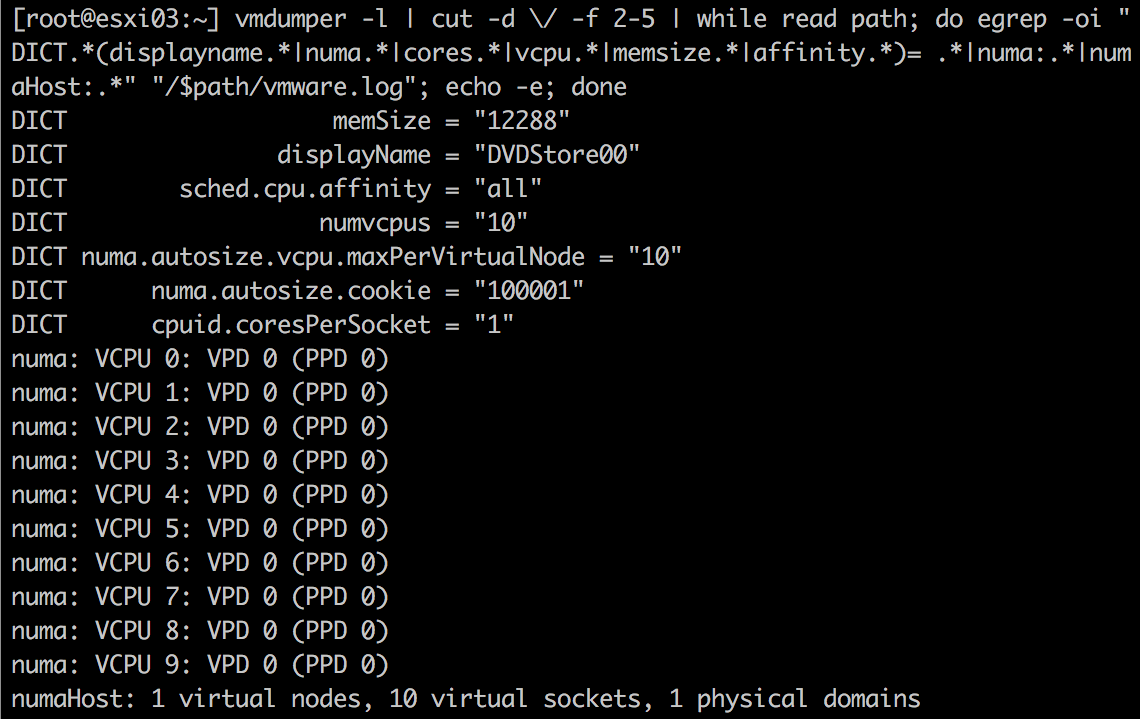 [root@esxi03:~] vmdumper -l | cut -d \/ -f 2-5 | while read path; do egrep -oi "
DICT.*(displayname.*|numa.*|cores.*|vcpu.*|memsize.*|affinity.*)= .*|numa:.*|num
aHost:.*" "/$path/vmware.log"; echo -e; done
DICT                   memSize = "12288"
DICT               displayName = "DVDStore00"
DICT        sched.cpu.affinity = "all"
DICT                  numvcpus = "10"
DICT numa.autosize.vcpu.maxPerVirtualNode = "10"
DICT      numa.autosize.cookie = "100001"
DICT      cpuid.coresPerSocket = "1"
numa: VCPU 0: VPD 0 (PPD 0)
numa: VCPU 1: VPD 0 (PPD 0)
numa: VCPU 2: VPD 0 (PPD 0)
numa: VCPU 3: VPD 0 (PPD 0)
numa: VCPU 4: VPD 0 (PPD 0)
numa: VCPU 5: VPD 0 (PPD 0)
numa: VCPU 6: VPD 0 (PPD 0)
numa: VCPU 7: VPD 0 (PPD 0)
numa: VCPU 8: VPD 0 (PPD 0)
numa: VCPU 9: VPD 0 (PPD 0)
numaHost: 1 virtual nodes, 10 virtual sockets, 1 physical domains